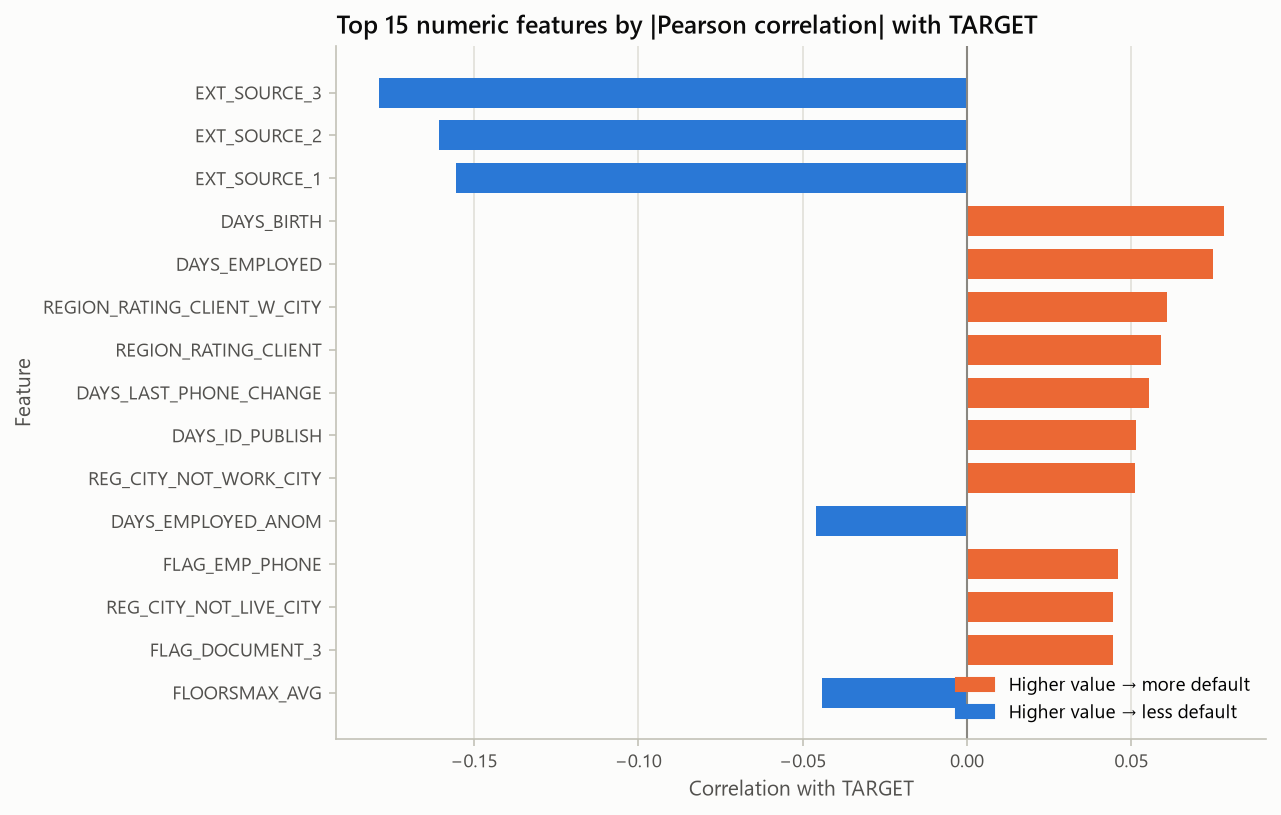 Top 15 numeric features by |Pearson correlation| with TARGET
EXT_SOURCE_3
EXT_SOURCE_2
EXT_SOURCE_1
DAYS_BIRTH
DAYS_EMPLOYED
REGION_RATING_CLIENT_W_CITY
REGION_RATING_CLIENT
DAYS_LAST_PHONE_CHANGE
DAYS_ID_PUBLISH
REG_CITY_NOT_WORK_CITY
DAYS_EMPLOYED_ANOM
FLAG_EMP_PHONE
REG_CITY_NOT_LIVE_CITY
FLAG_DOCUMENT_3
FLOORSMAX_AVG
Feature
Higher value → more default
Higher value → less default
−0.15 −0.10 −0.05 0.00 0.05
Correlation with TARGET